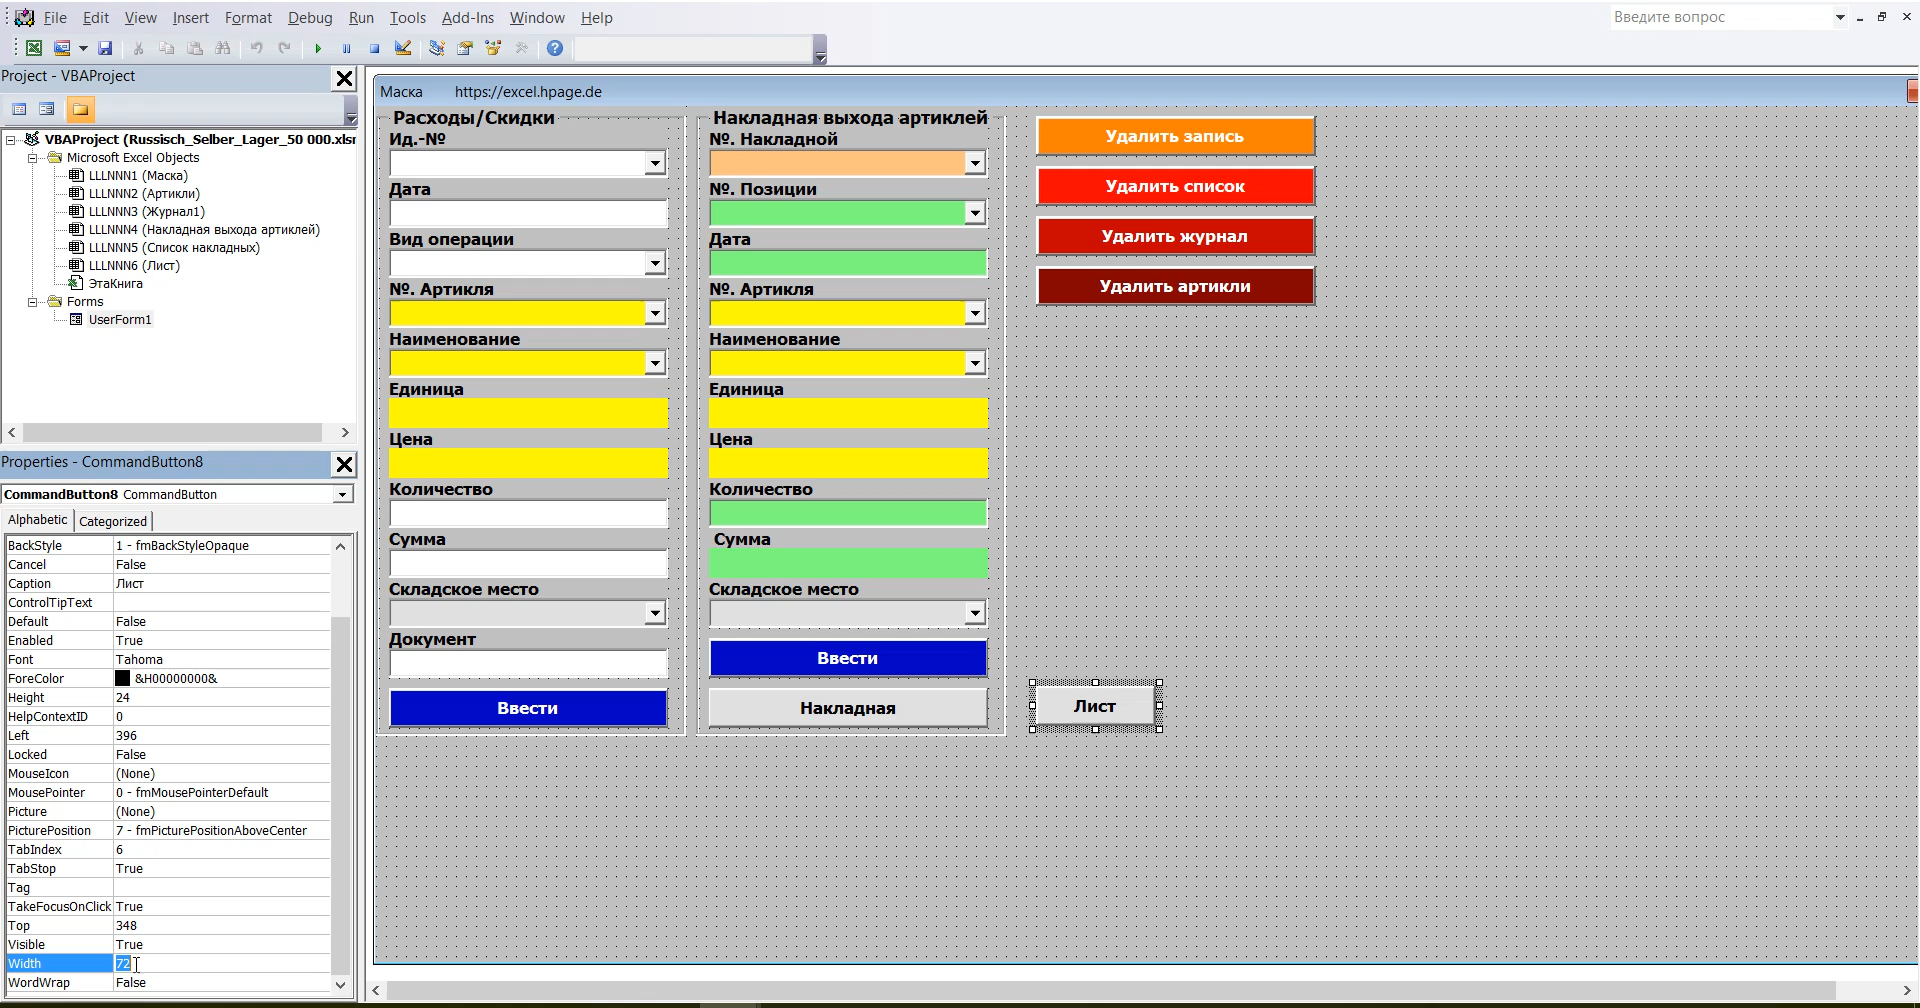 File Edit View Insert Format Debug Run Tools Add-Ins Window Help
Введите вопрос
Project - VBAProject
VBAProject (Russisch_Selber_Lager_50 000.xlsm
Microsoft Excel Objects
LLLNNN1 (Маска)
LLLNNN2 (Артикли)
LLLNNN3 (Журнал1)
LLLNNN4 (Накладная выхода артиклей)
LLLNNN5 (Список накладных)
LLLNNN6 (Лист)
ЭтаКнига
Forms
UserForm1
Properties - CommandButton8
CommandButton8 CommandButton
Alphabetic Categorized
BackStyle 1 - fmBackStyleOpaque
Cancel False
Caption Лист
ControlTipText
Default False
Enabled True
Font Tahoma
ForeColor &H00000000&
Height 24
HelpContextID 0
Left 396
Locked False
MouseIcon (None)
MousePointer 0 - fmMousePointerDefault
Picture (None)
PicturePosition 7 - fmPicturePositionAboveCenter
TabIndex 6
TabStop True
Tag
TakeFocusOnClick True
Top 348
Visible True
Width 72
WordWrap False
Маска https://excel.hpage.de
Расходы/Скидки
Ид.-№
Дата
Вид операции
№. Артикля
Наименование
Единица
Цена
Количество
Сумма
Складское место
Документ
Ввести
Накладная выхода артиклей
№. Накладной
№. Позиции
Дата
№. Артикля
Наименование
Единица
Цена
Количество
Сумма
Складское место
Ввести
Накладная
Удалить запись
Удалить список
Удалить журнал
Удалить артикли
Лист